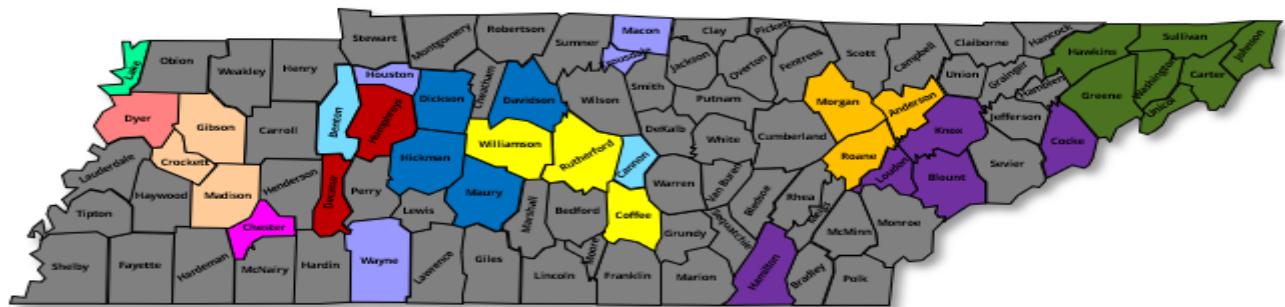 Stewart
Montgomery
Robertson
Sumner
Macon
Trousdale
Clay
Pickett
Jackson
Overton
Fentress
Scott
Campbell
Claiborne
Hancock
Hawkins
Sullivan
Johnson
Lake
Obion
Weakley
Henry
Houston
Cheatham
Davidson
Wilson
Smith
Putnam
Morgan
Anderson
Union
Grainger
Hamblen
Greene
Washington
Carter
Unicoi
Dyer
Gibson
Carroll
Benton
Humphreys
Dickson
Williamson
Rutherford
Cannon
DeKalb
White
Cumberland
Roane
Loudon
Knox
Jefferson
Cocke
Sevier
Blount
Lauderdale
Crockett
Haywood
Madison
Henderson
Decatur
Perry
Hickman
Maury
Lewis
Marshall
Bedford
Coffee
Warren
Van Buren
Bledsoe
Rhea
Meigs
McMinn
Monroe
Tipton
Chester
Shelby
Fayette
Hardeman
McNairy
Hardin
Wayne
Lawrence
Giles
Lincoln
Moore
Franklin
Grundy
Sequatchie
Marion
Hamilton
Bradley
Polk